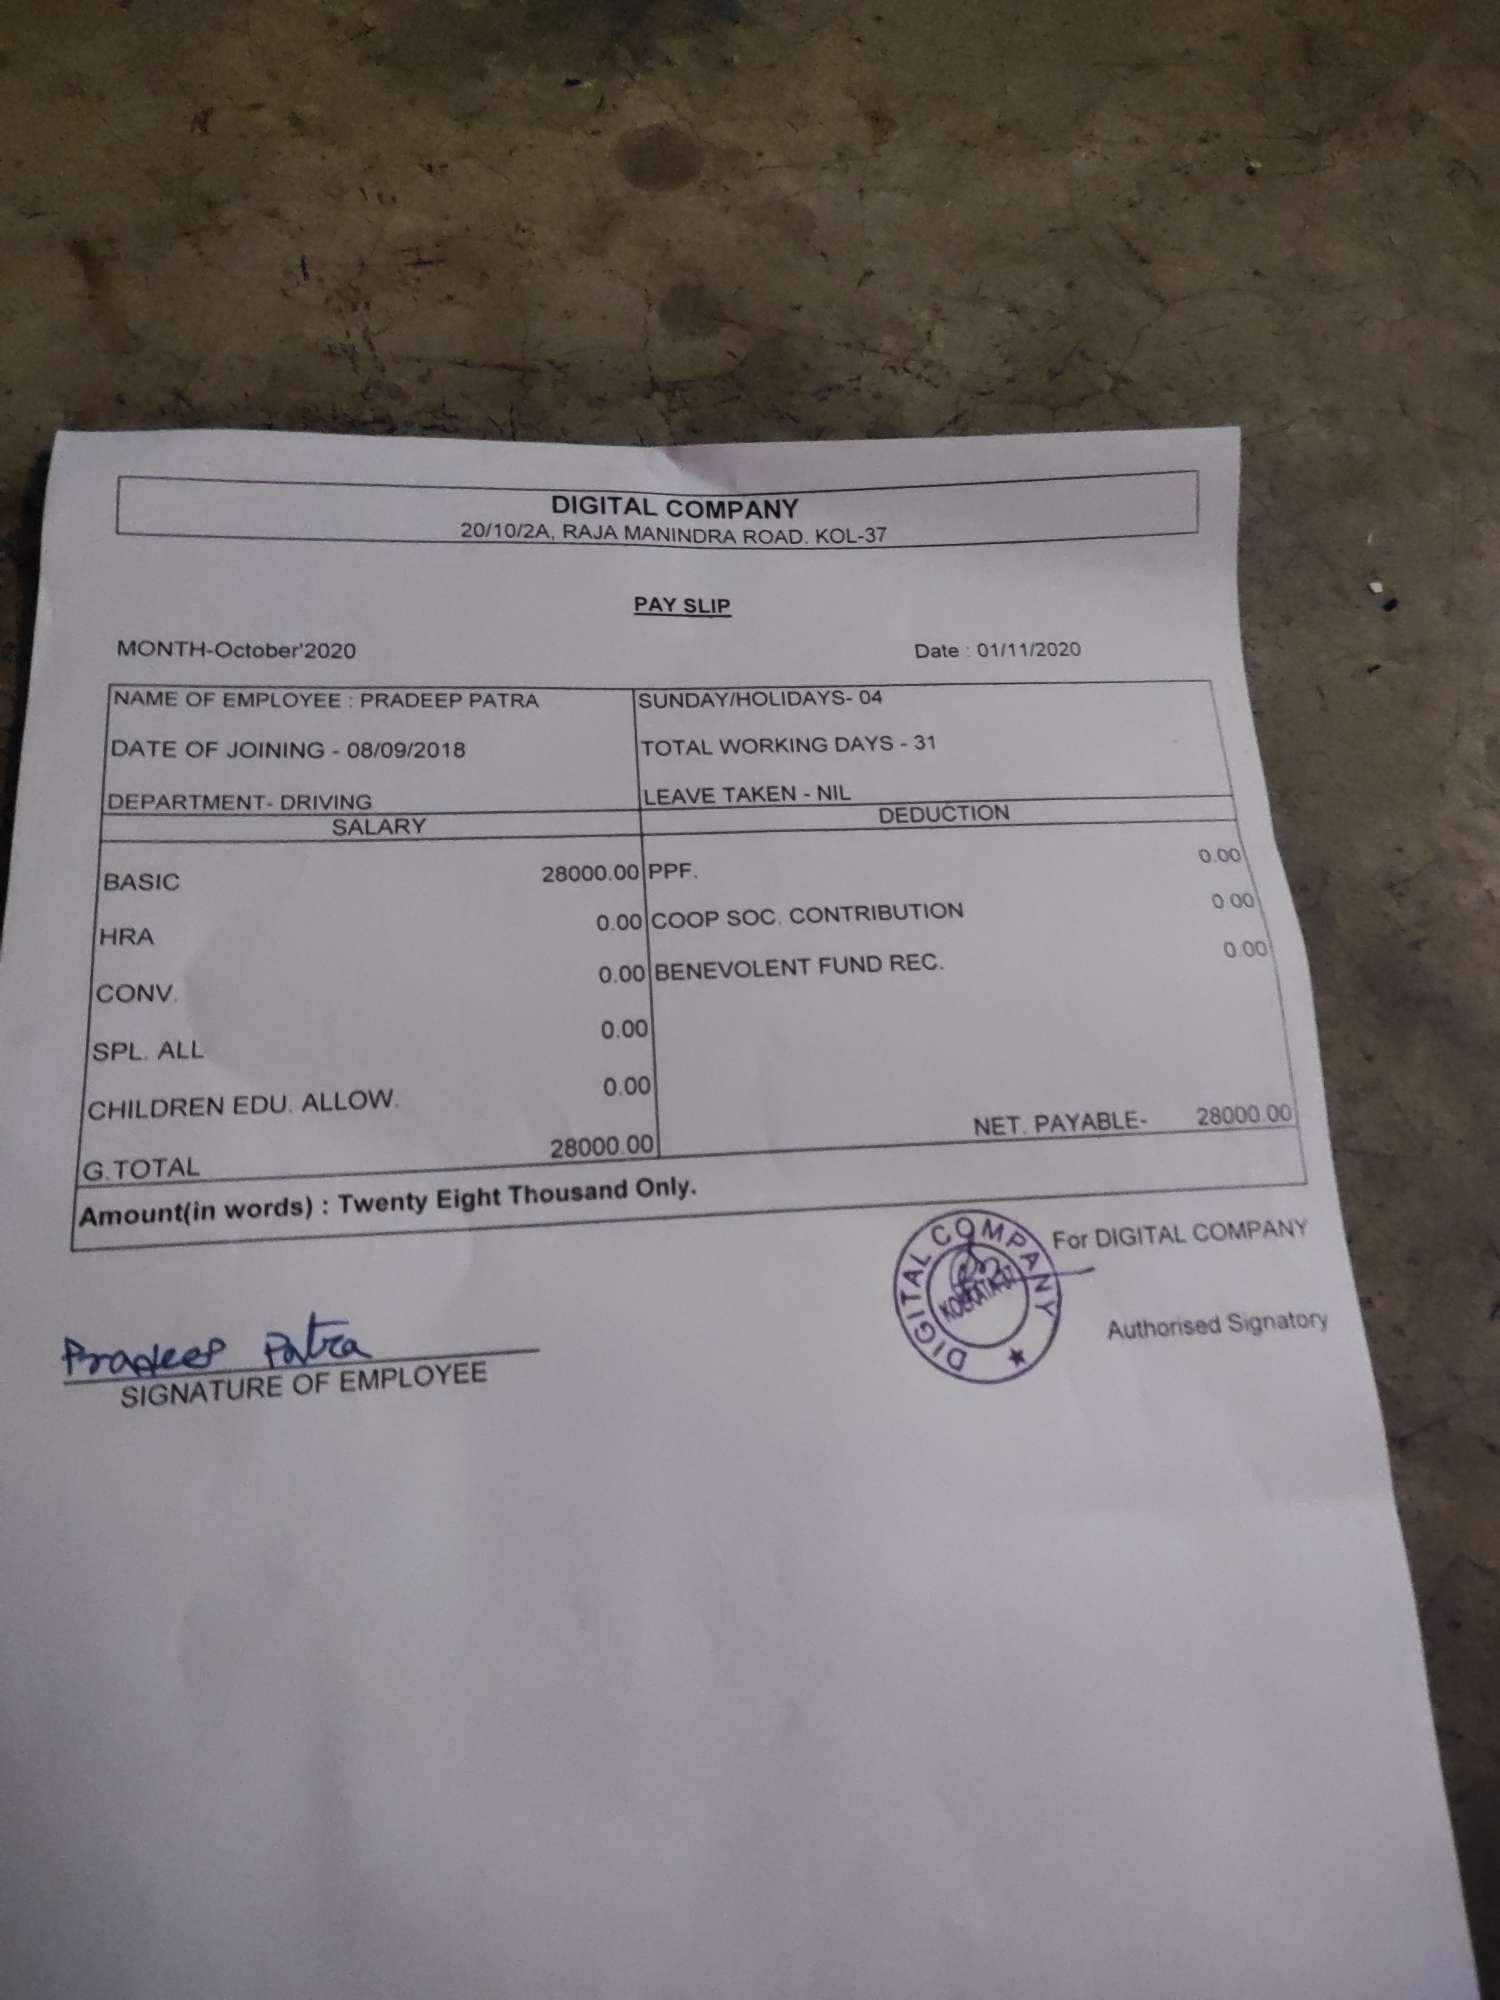 DIGITAL COMPANY
20/10/2A, RAJA MANINDRA ROAD. KOL-37
PAY SLIP
MONTH-October'2020 Date : 01/11/2020
NAME OF EMPLOYEE : PRADEEP PATRA SUNDAY/HOLIDAYS- 04
DATE OF JOINING - 08/09/2018 TOTAL WORKING DAYS - 31
DEPARTMENT- DRIVING LEAVE TAKEN - NIL
SALARY DEDUCTION
BASIC 28000.00 PPF. 0.00
HRA 0.00 COOP SOC. CONTRIBUTION 0.00
CONV. 0.00 BENEVOLENT FUND REC. 0.00
SPL. ALL 0.00
CHILDREN EDU. ALLOW. 0.00
G.TOTAL 28000.00 NET. PAYABLE- 28000.00
Amount(in words) : Twenty Eight Thousand Only.
For DIGITAL COMPANY
DIGITAL COMPANY
Authorised Signatory
Pradeep Patra
SIGNATURE OF EMPLOYEE